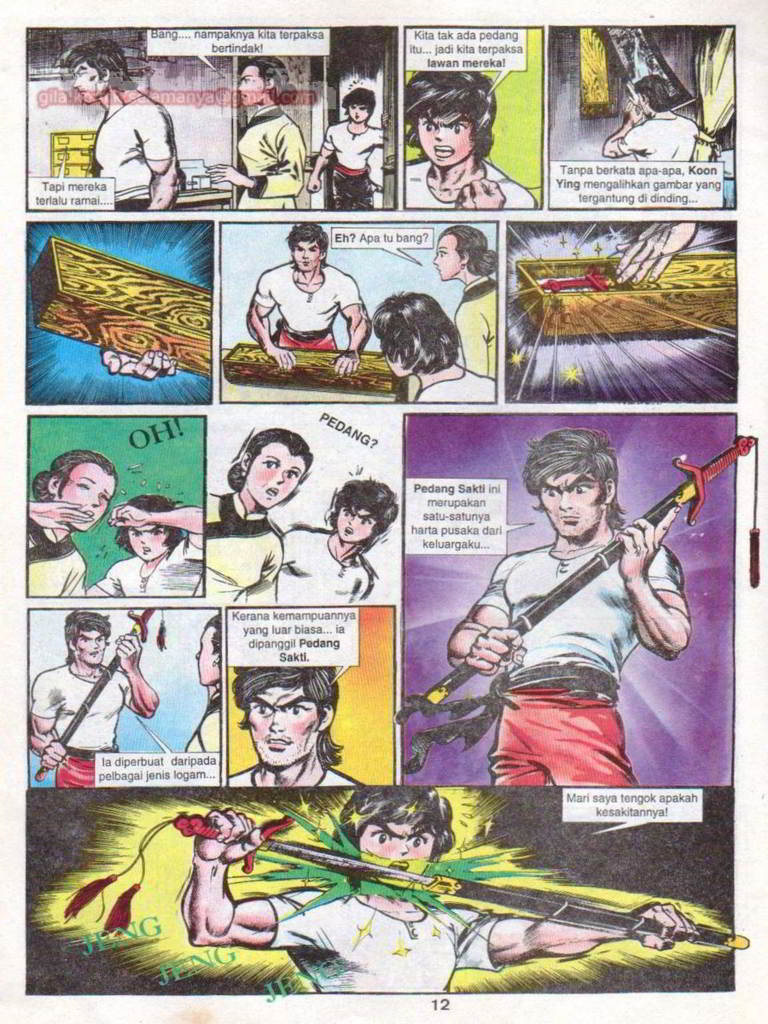 Bang.... nampaknya kita terpaksa
bertindak!
Tapi mereka
terlalu ramai....
Kita tak ada pedang
itu... jadi kita terpaksa
lawan mereka!
Tanpa berkata apa-apa, Koon
Ying mengalihkan gambar yang
tergantung di dinding...
Eh? Apa tu bang?
OH!
PEDANG?
Pedang Sakti ini
merupakan
satu-satunya
harta pusaka dari
keluargaku...
Ia diperbuat daripada
pelbagai jenis logam...
Kerana kemampuannya
yang luar biasa... ia
dipanggil Pedang
Sakti.
Mari saya tengok apakah
kesakitannya!
JENG
JENG
JENG
12